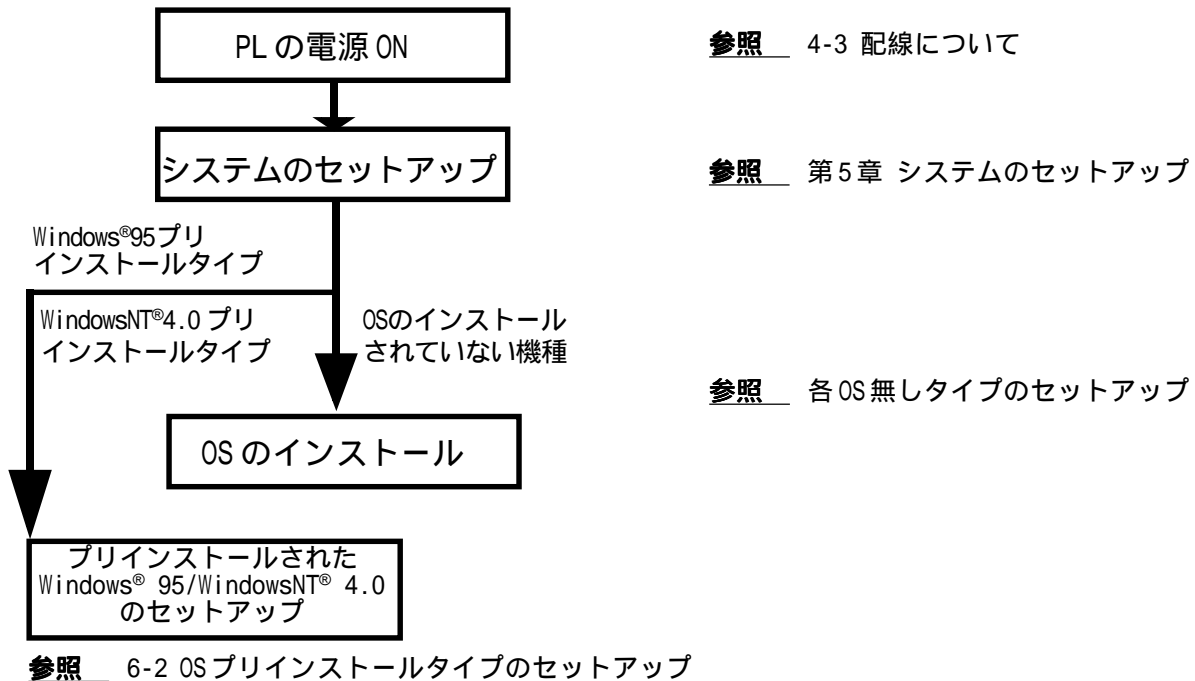 PLの電源ON
参照 4-3 配線について
システムのセットアップ
参照 第5章 システムのセットアップ
Windows®95プリ
インストールタイプ
WindowsNT®4.0プリ
インストールタイプ
OSのインストール
されていない機種
参照 各OS無しタイプのセットアップ
OSのインストール
プリインストールされた
Windows® 95/WindowsNT® 4.0
のセットアップ
参照 6-2 OSプリインストールタイプのセットアップ